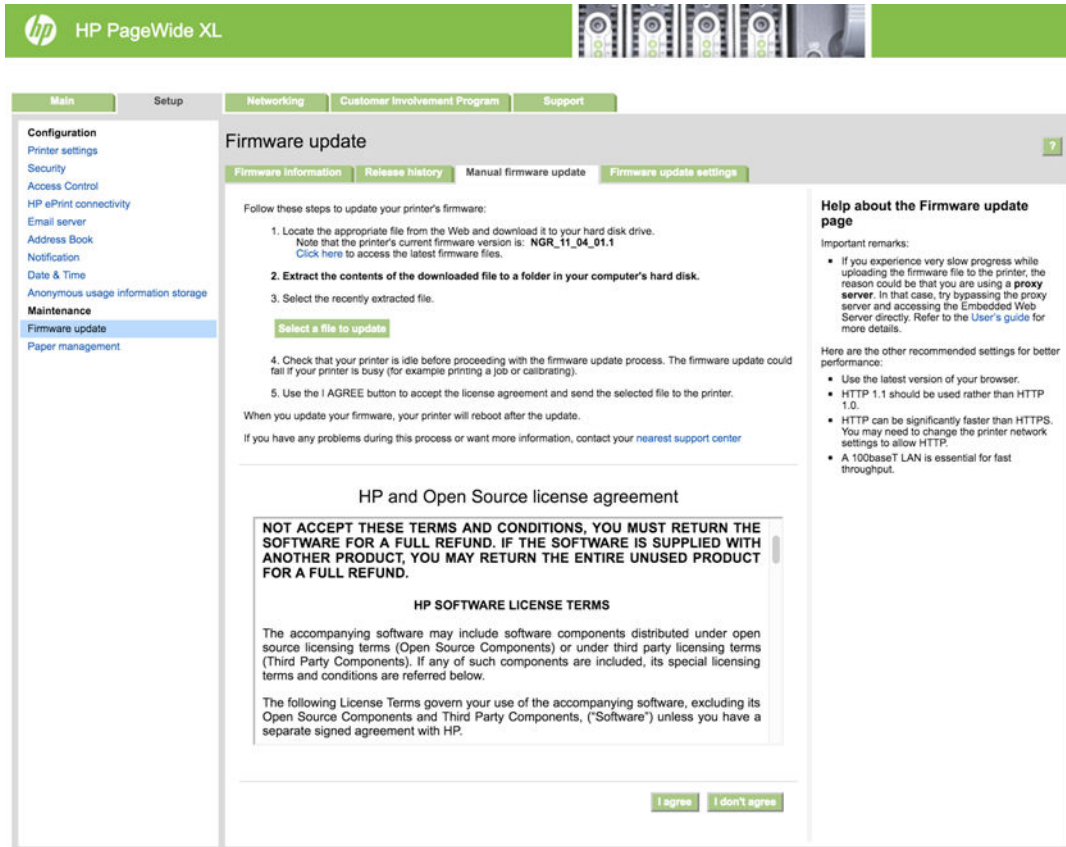 hp HP PageWide XL
Main Setup Networking Customer Involvement Program Support
Configuration
Printer settings
Security
Access Control
HP ePrint connectivity
Email server
Address Book
Notification
Date & Time
Anonymous usage information storage
Maintenance
Firmware update
Paper management
Firmware update
?
Firmware information Release history Manual firmware update Firmware update settings
Follow these steps to update your printer's firmware:
1. Locate the appropriate file from the Web and download it to your hard disk drive.
Note that the printer's current firmware version is: NGR_11_04_01.1
Click here to access the latest firmware files.
2. Extract the contents of the downloaded file to a folder in your computer's hard disk.
3. Select the recently extracted file.
Select a file to update
4. Check that your printer is idle before proceeding with the firmware update process. The firmware update could
fail if your printer is busy (for example printing a job or calibrating).
5. Use the I AGREE button to accept the license agreement and send the selected file to the printer.
When you update your firmware, your printer will reboot after the update.
If you have any problems during this process or want more information, contact your nearest support center
HP and Open Source license agreement
NOT ACCEPT THESE TERMS AND CONDITIONS, YOU MUST RETURN THE
SOFTWARE FOR A FULL REFUND. IF THE SOFTWARE IS SUPPLIED WITH
ANOTHER PRODUCT, YOU MAY RETURN THE ENTIRE UNUSED PRODUCT
FOR A FULL REFUND.
HP SOFTWARE LICENSE TERMS
The accompanying software may include software components distributed under open
source licensing terms (Open Source Components) or under third party licensing terms
(Third Party Components). If any of such components are included, its special licensing
terms and conditions are referred below.
The following License Terms govern your use of the accompanying software, excluding its
Open Source Components and Third Party Components, ("Software") unless you have a
separate signed agreement with HP.
I agree I don't agree
Help about the Firmware update
page
Important remarks:
▪ If you experience very slow progress while
uploading the firmware file to the printer, the
reason could be that you are using a proxy
server. In that case, try bypassing the proxy
server and accessing the Embedded Web
Server directly. Refer to the User's guide for
more details.
Here are the other recommended settings for better
performance:
▪ Use the latest version of your browser.
▪ HTTP 1.1 should be used rather than HTTP
1.0.
▪ HTTP can be significantly faster than HTTPS.
You may need to change the printer network
settings to allow HTTP.
▪ A 100baseT LAN is essential for fast
throughput.